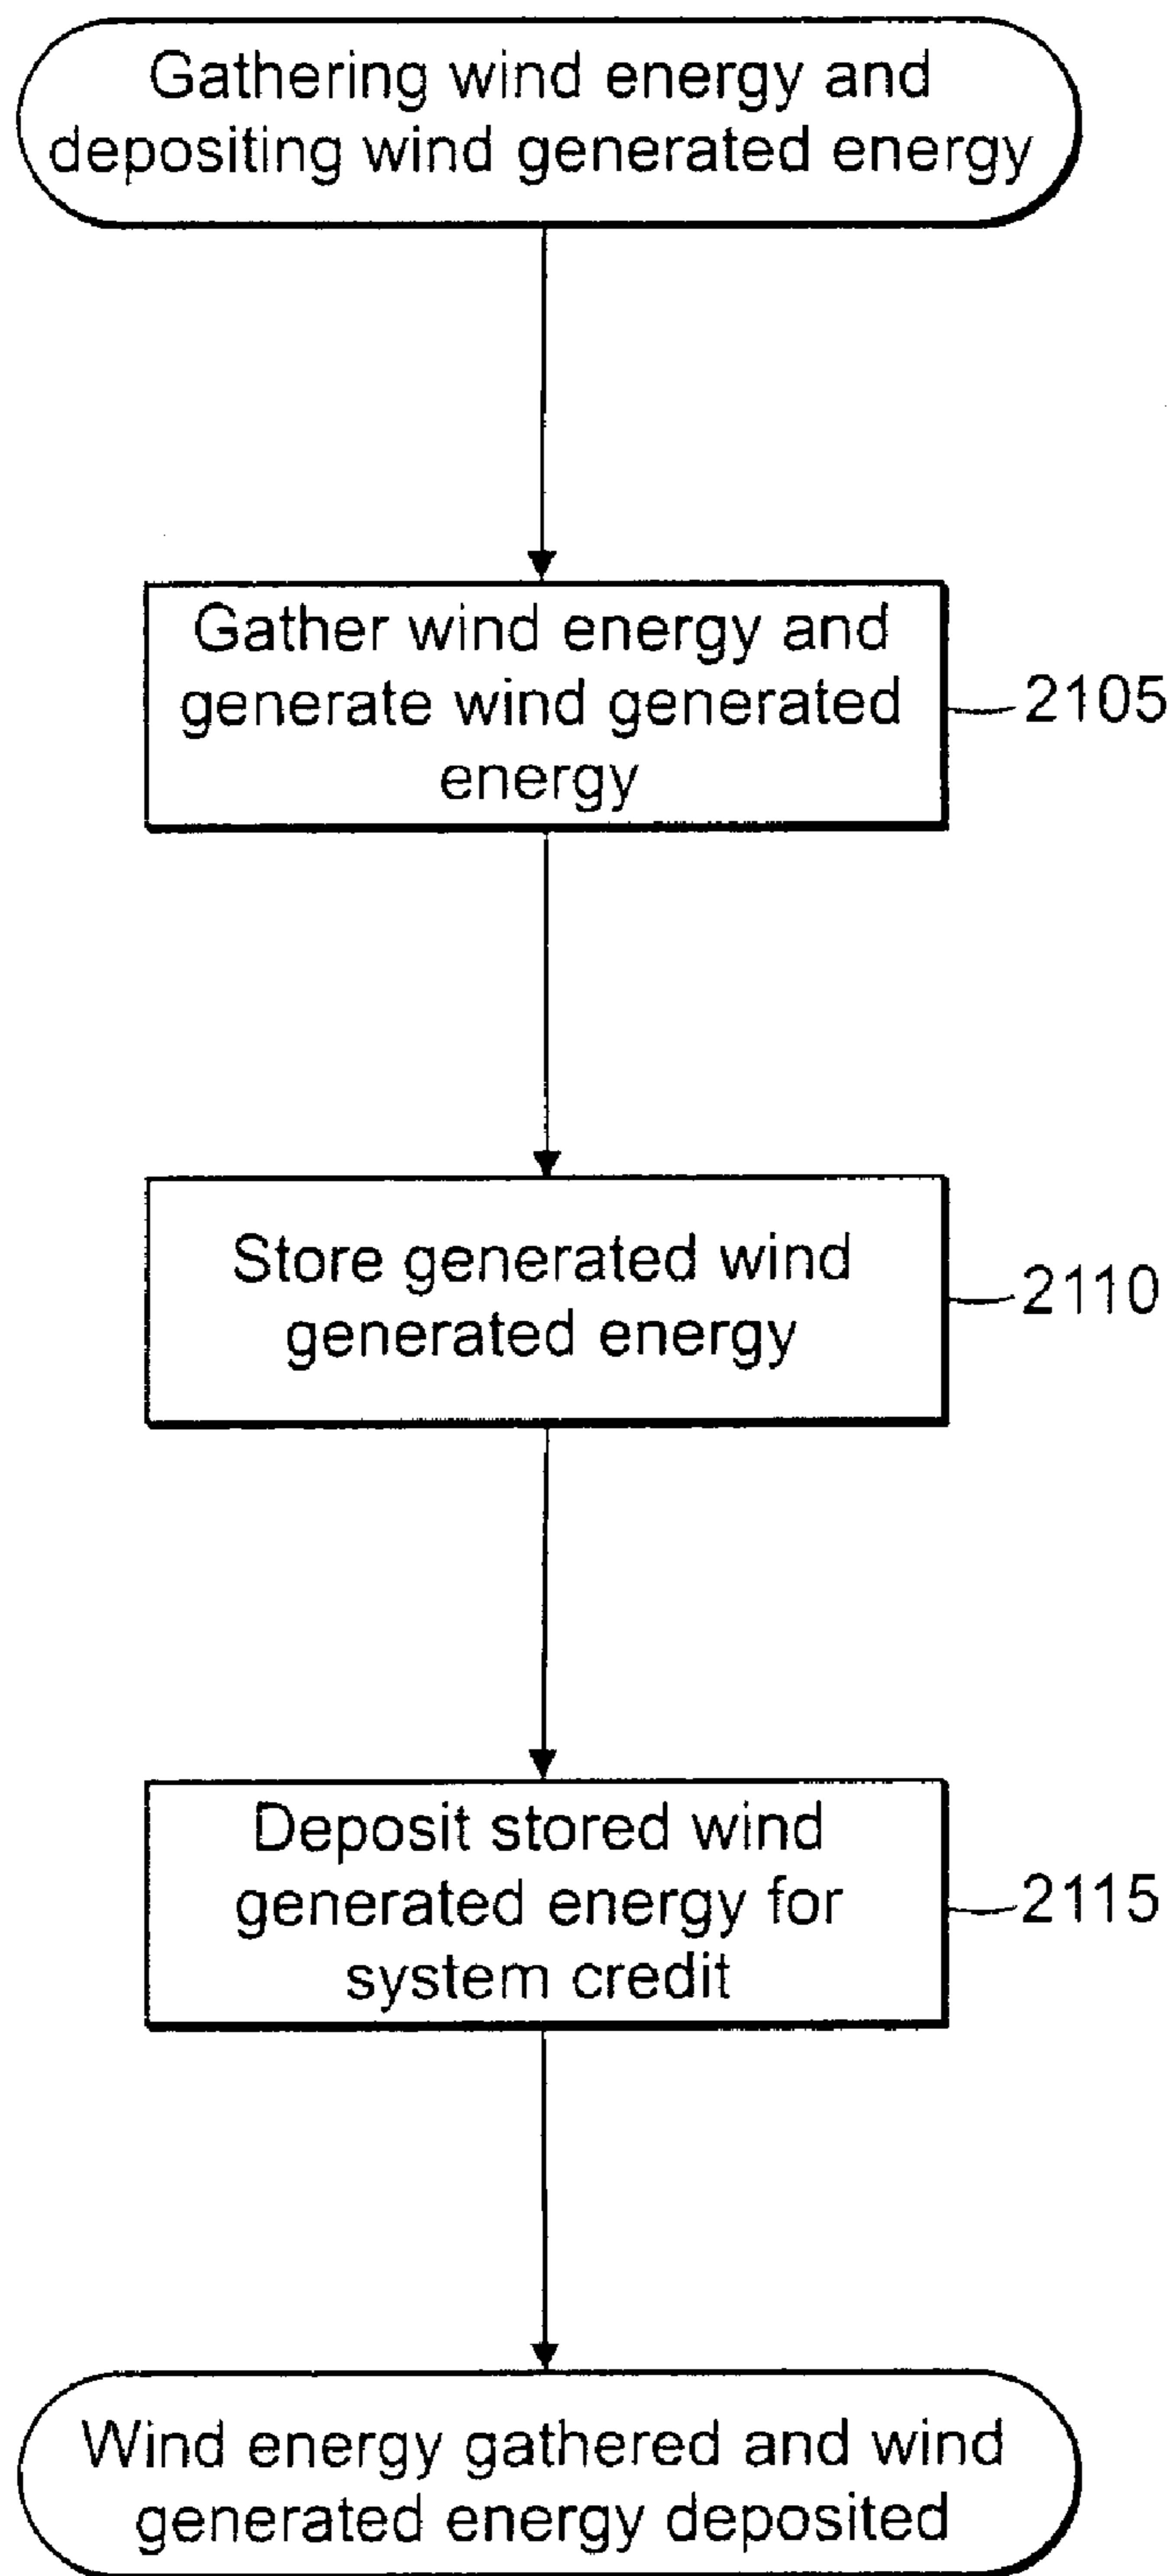 Gathering wind energy and
depositing wind generated energy
Gather wind energy and
generate wind generated
energy
2105
Store generated wind
generated energy
2110
Deposit stored wind
generated energy for
system credit
2115
Wind energy gathered and wind
generated energy deposited